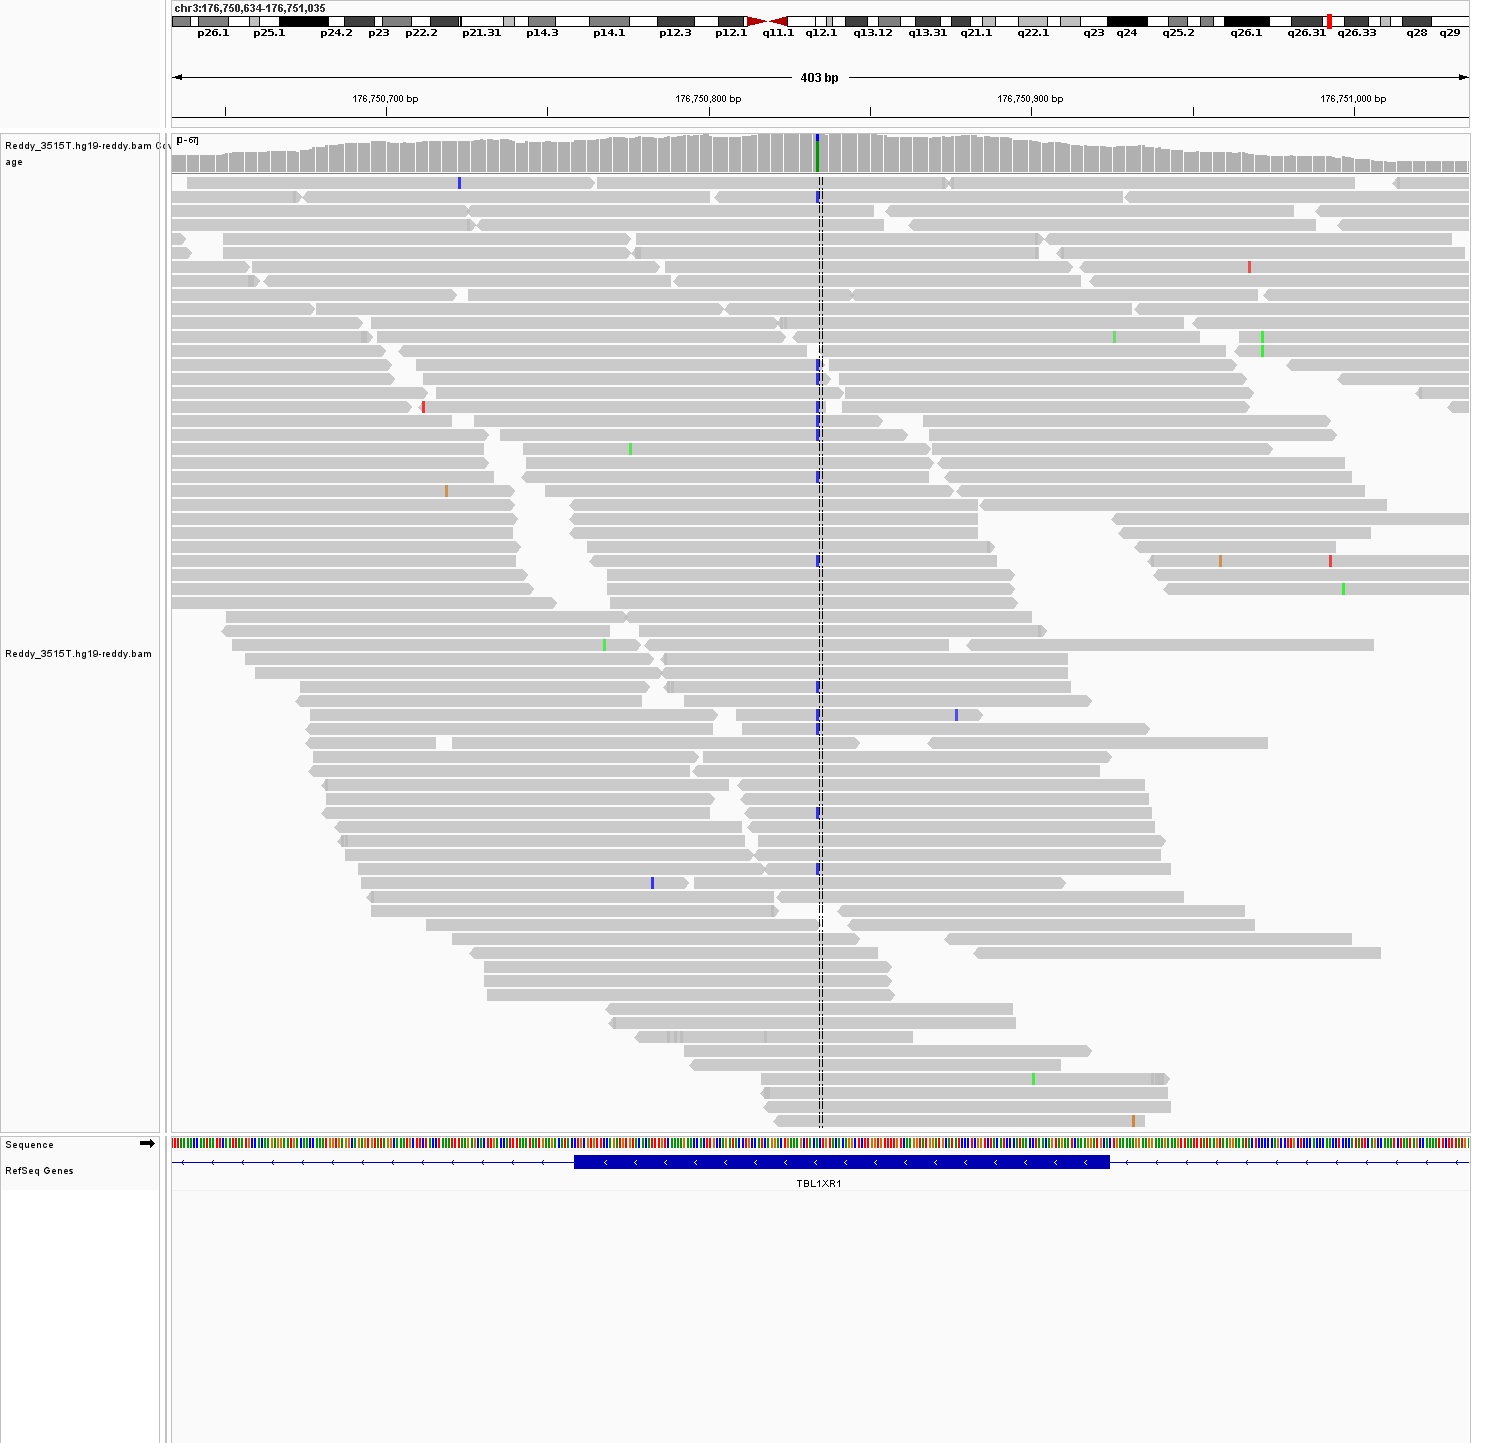 chr3:176,750,634-176,751,035
p26.1 p25.1 p24.2 p23 p22.2 p21.31 p14.3 p14.1 p12.3 p12.1 q11.1 q12.1 q13.12 q13.31 q21.1 q22.1 q23 q24 q25.2 q26.1 q26.31 q26.33 q28 q29
403 bp
176,750,700 bp 176,750,800 bp 176,750,900 bp 176,751,000 bp
[0-67]
Reddy_3515T.hg19-reddy.bam Cov
age
Reddy_3515T.hg19-reddy.bam
Sequence
RefSeq Genes
TBL1XR1